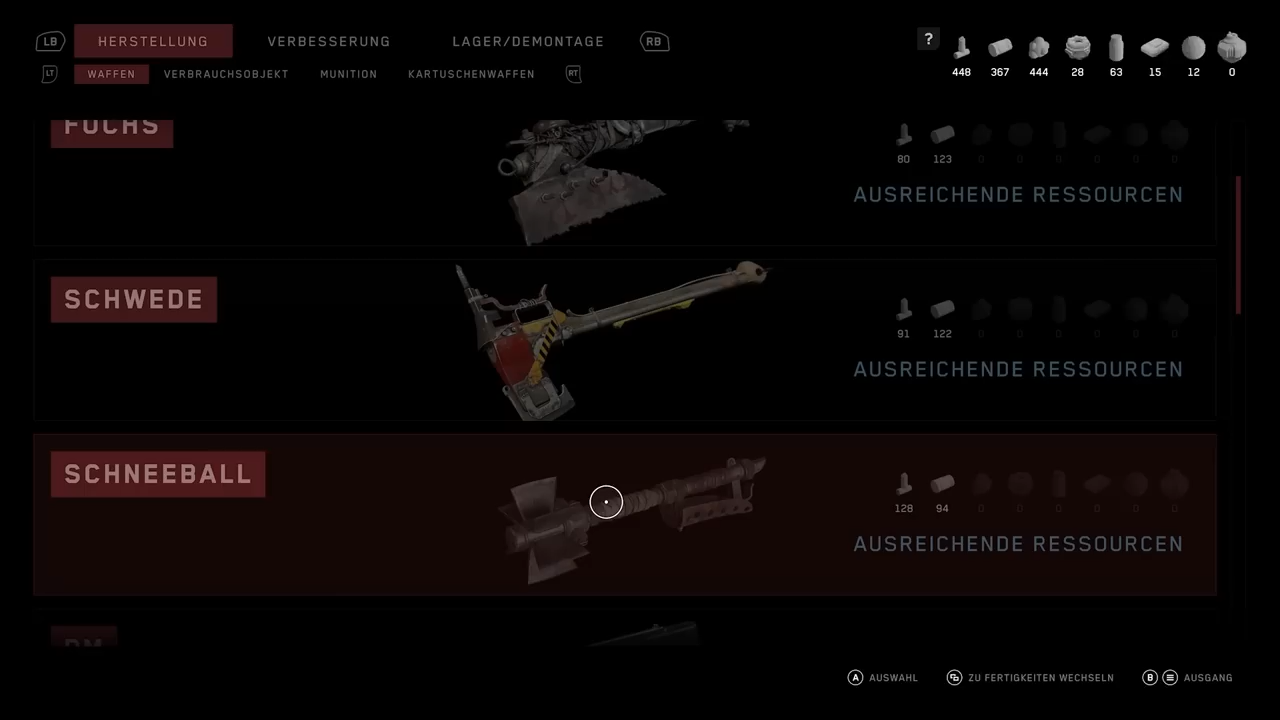 LB HERSTELLUNG VERBESSERUNG LAGER/DEMONTAGE RB ?
LT WAFFEN VERBRAUCHSOBJEKT MUNITION KARTUSCHENWAFFEN RT
448 367 444 28 63 15 12 0
FUCHS
80 123 0 0 0 0 0 0
AUSREICHENDE RESSOURCEN
SCHWEDE
91 122 0 0 0 0 0 0
AUSREICHENDE RESSOURCEN
SCHNEEBALL
128 94 0 0 0 0 0 0
AUSREICHENDE RESSOURCEN
PM
A AUSWAHL ZU FERTIGKEITEN WECHSELN B AUSGANG